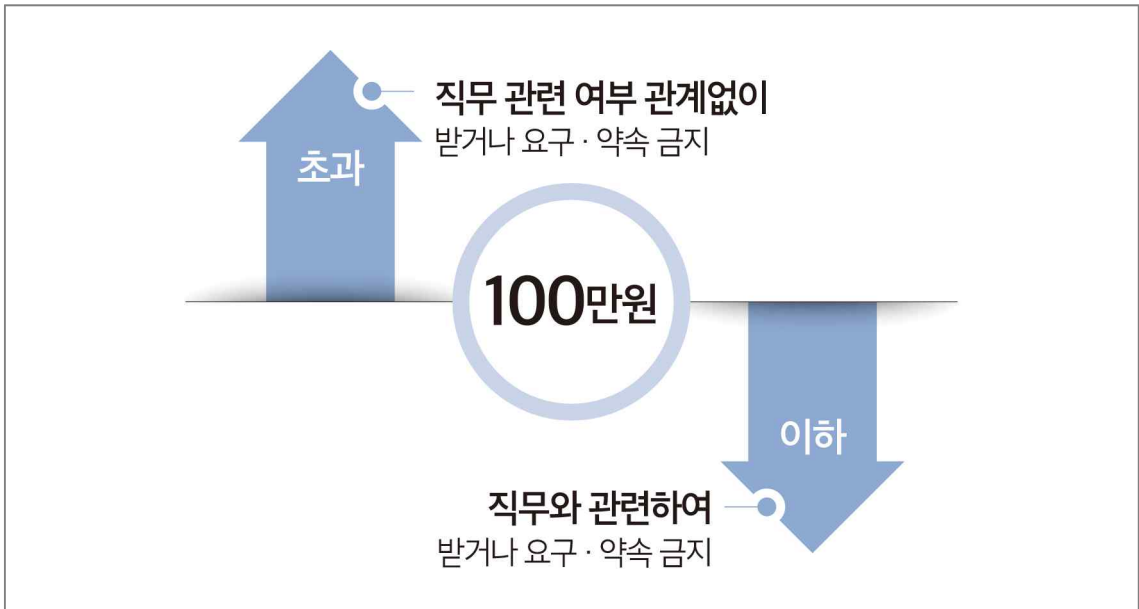 직무 관련 여부 관계없이
받거나 요구 · 약속 금지
초과
100만원
이하
직무와 관련하여
받거나 요구 · 약속 금지